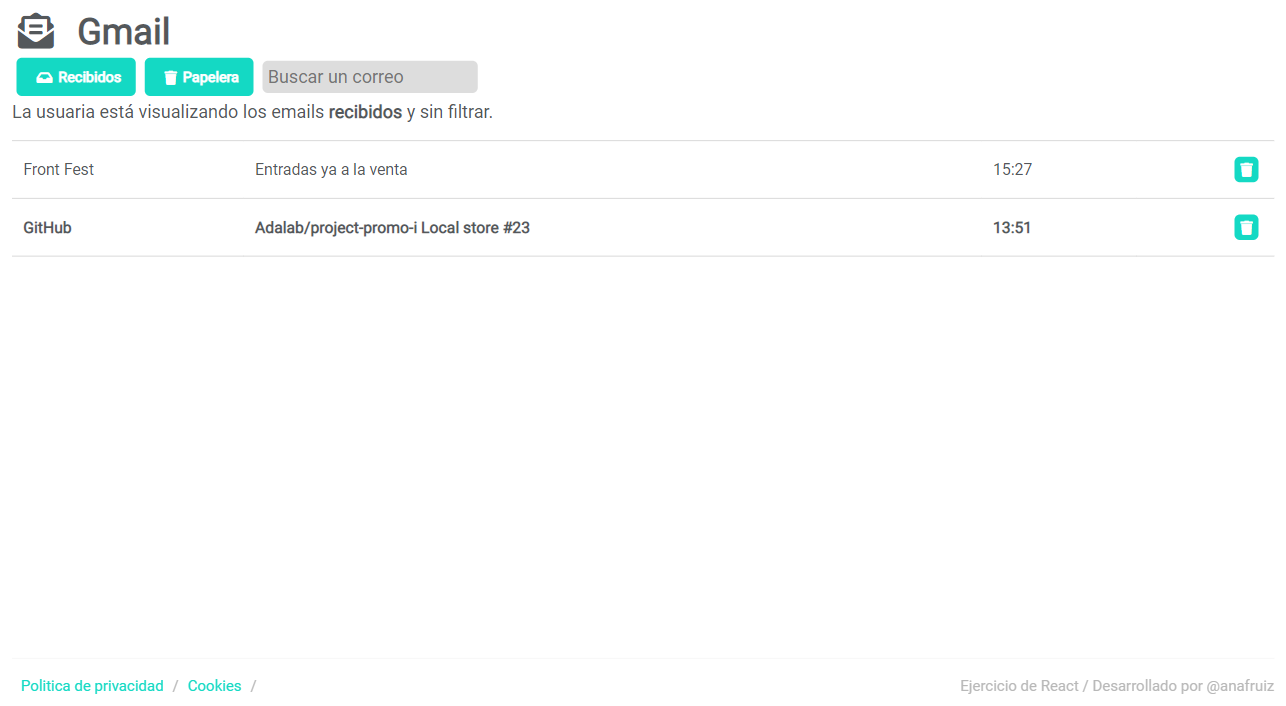 Gmail
Recibidos Papelera Buscar un correo
La usuaria está visualizando los emails recibidos y sin filtrar.
Front Fest Entradas ya a la venta 15:27
GitHub Adalab/project-promo-i Local store #23 13:51
Politica de privacidad / Cookies / Ejercicio de React / Desarrollado por @anafruiz